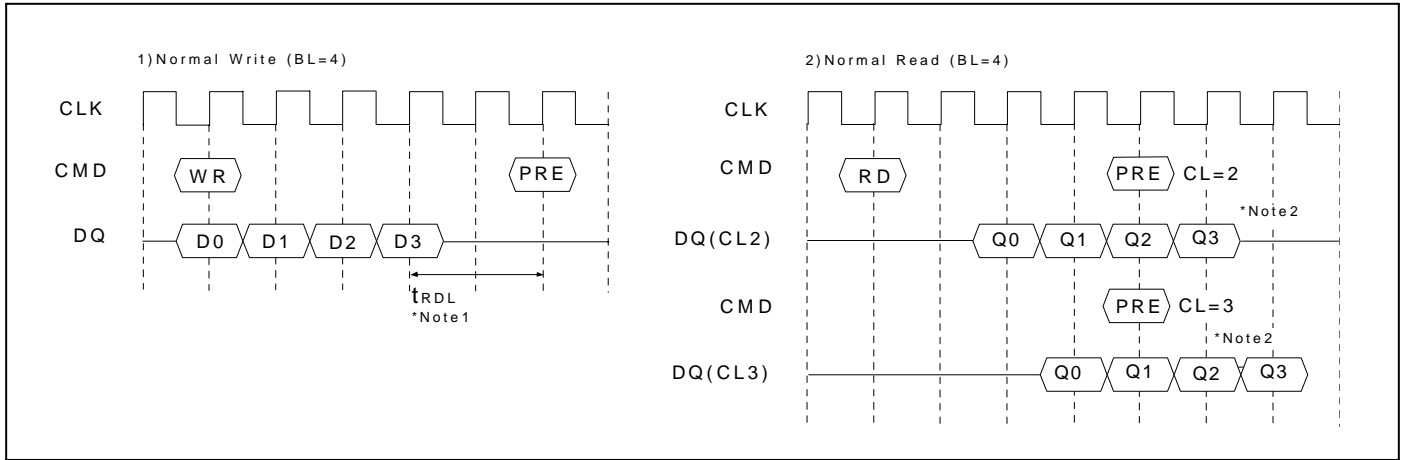 1)Normal Write (BL=4)
CLK
CMD
WR
PRE
DQ
D0
D1
D2
D3
tRDL
*Note1
2)Normal Read (BL=4)
CLK
CMD
RD
PRE
CL=2
*Note2
DQ(CL2)
Q0
Q1
Q2
Q3
CMD
PRE
CL=3
*Note2
DQ(CL3)
Q0
Q1
Q2
Q3